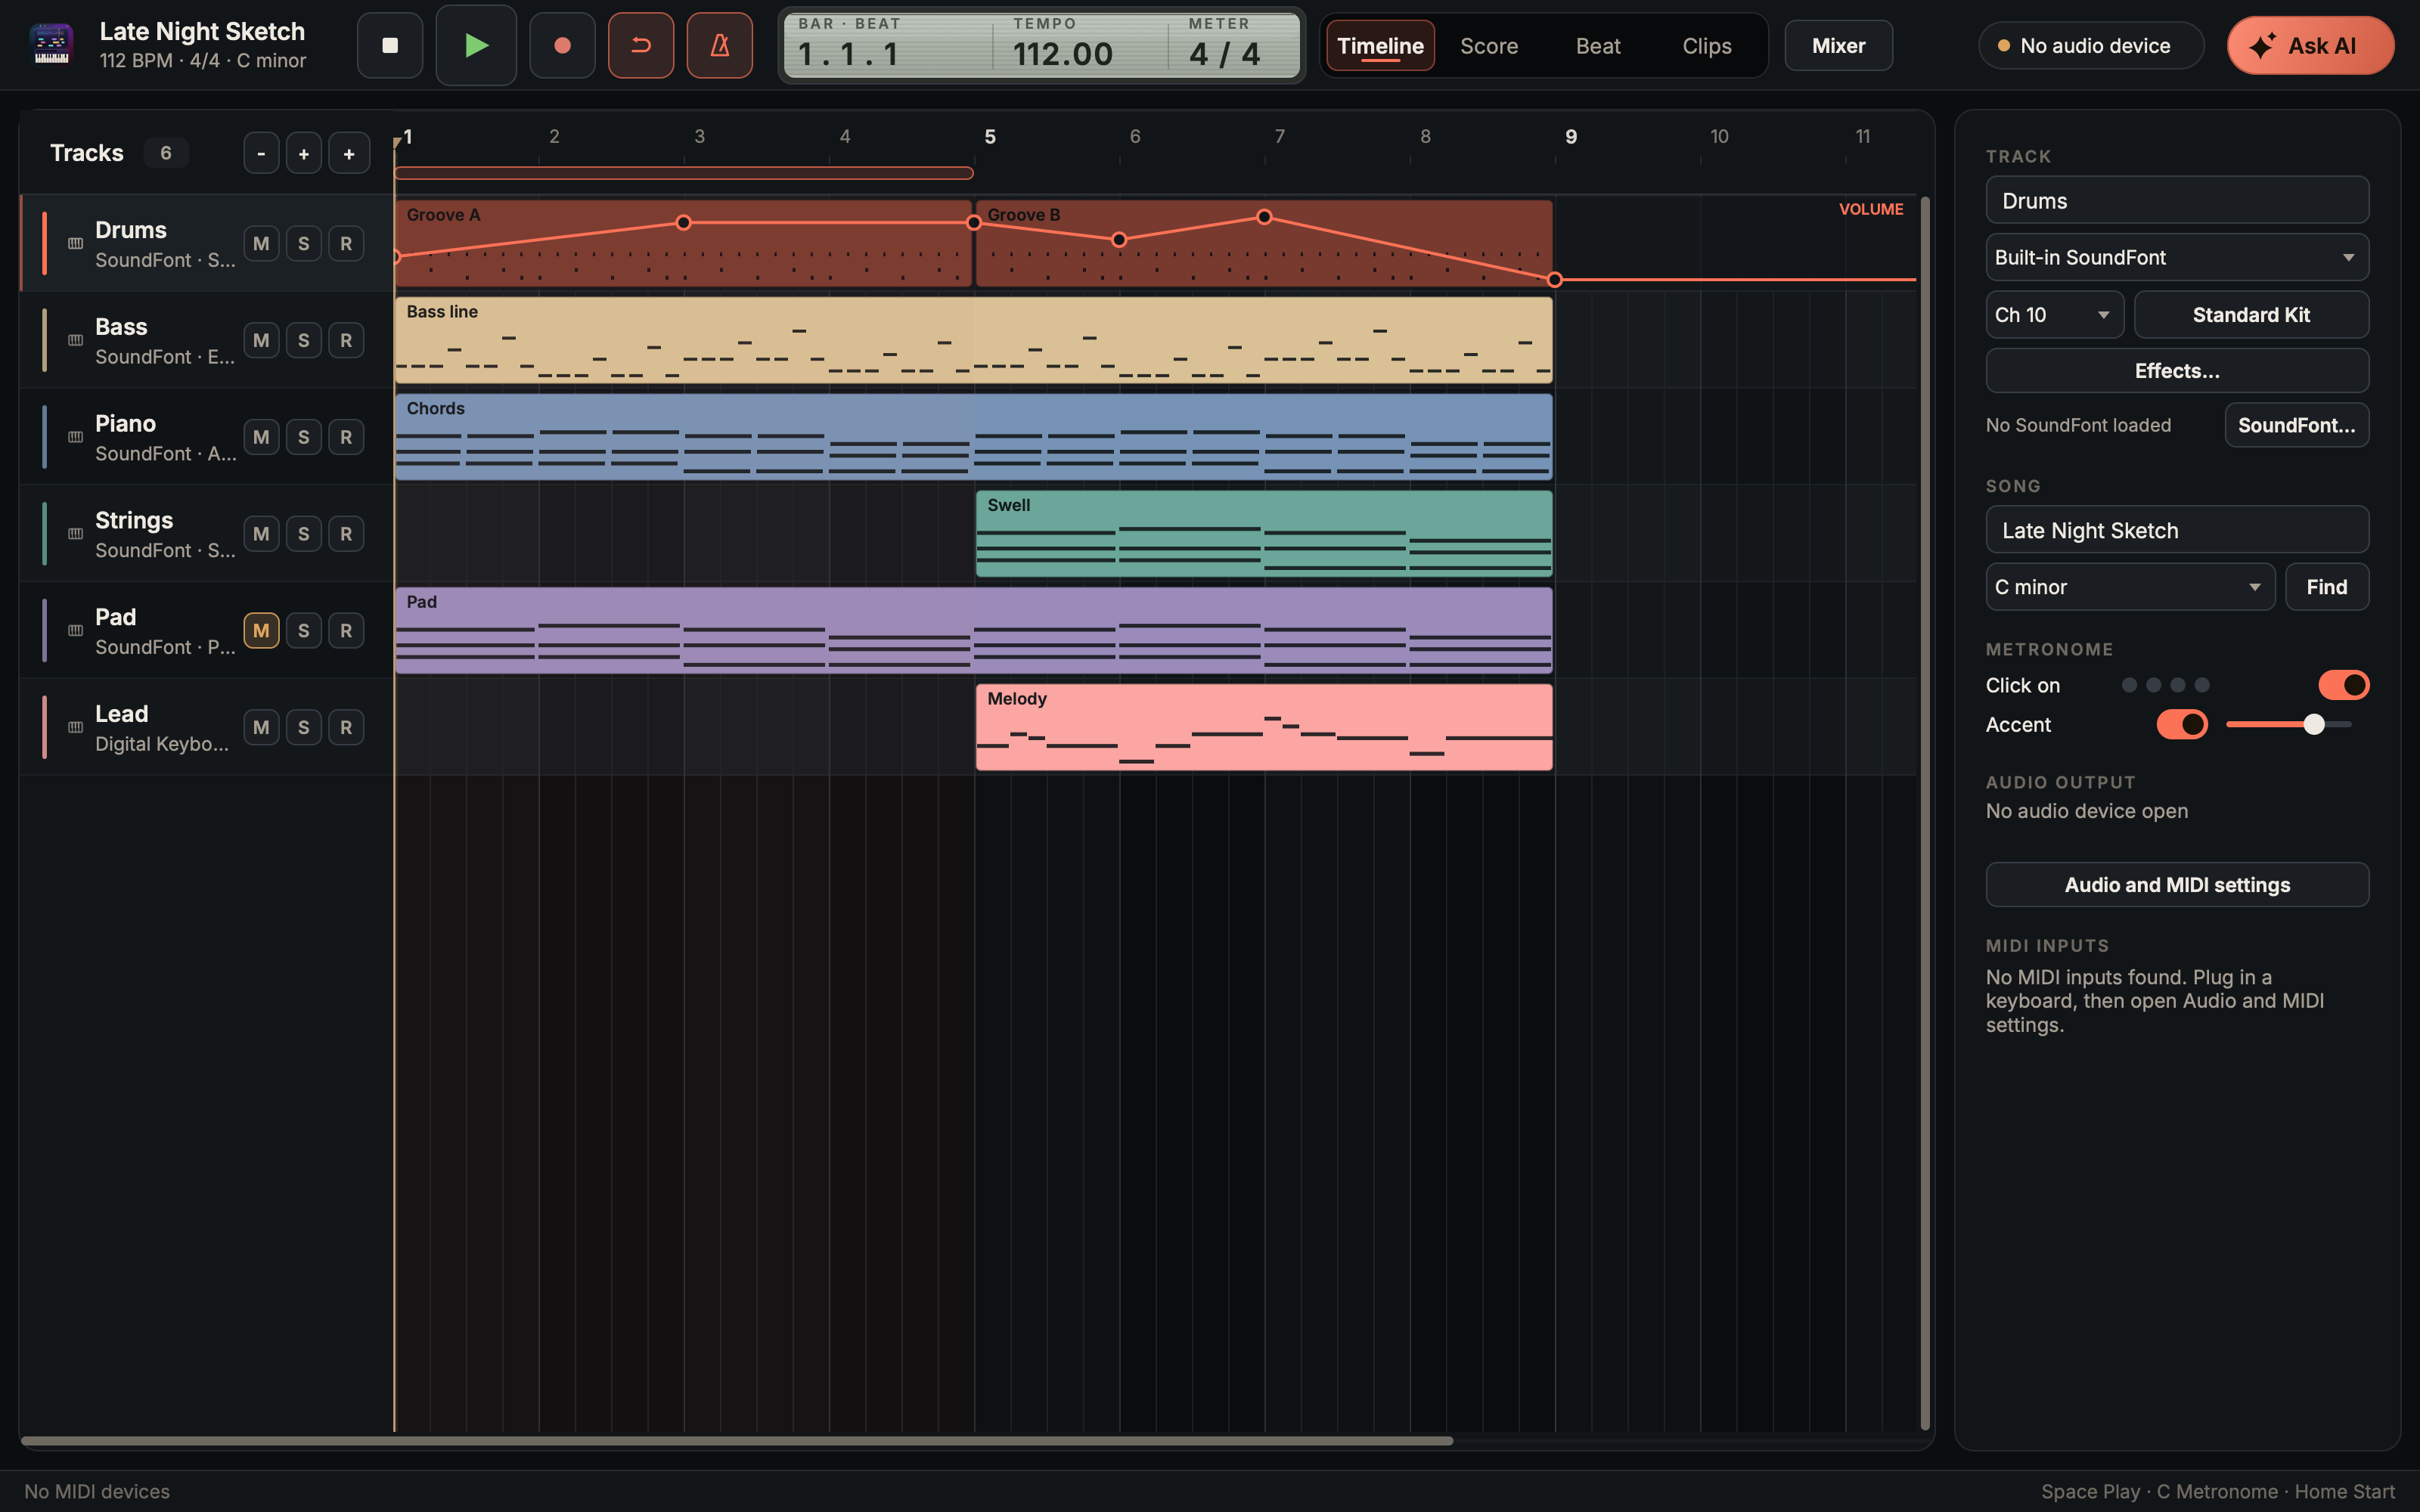 Late Night Sketch
112 BPM · 4/4 · C minor
BAR · BEAT
1.1.1
TEMPO
112.00
METER
4 / 4
Timeline
Score
Beat
Clips
Mixer
No audio device
Ask AI
Tracks
6
-
+
+
1
2
3
4
5
6
7
8
9
10
11
Drums
SoundFont · S...
M
S
R
Groove A
Groove B
VOLUME
Bass
SoundFont · E...
M
S
R
Bass line
Piano
SoundFont · A...
M
S
R
Chords
Strings
SoundFont · S...
M
S
R
Swell
Pad
SoundFont · P...
M
S
R
Pad
Lead
Digital Keybo...
M
S
R
Melody
TRACK
Drums
Built-in SoundFont
Ch 10
Standard Kit
Effects...
No SoundFont loaded
SoundFont...
SONG
Late Night Sketch
C minor
Find
METRONOME
Click on
Accent
AUDIO OUTPUT
No audio device open
Audio and MIDI settings
MIDI INPUTS
No MIDI inputs found. Plug in a
keyboard, then open Audio and MIDI
settings.
No MIDI devices
Space Play · C Metronome · Home Start